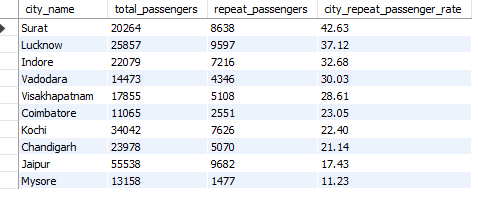 city_name total_passengers repeat_passengers city_repeat_passenger_rate
Surat 20264 8638 42.63
Lucknow 25857 9597 37.12
Indore 22079 7216 32.68
Vadodara 14473 4346 30.03
Visakhapatnam 17855 5108 28.61
Coimbatore 11065 2551 23.05
Kochi 34042 7626 22.40
Chandigarh 23978 5070 21.14
Jaipur 55538 9682 17.43
Mysore 13158 1477 11.23